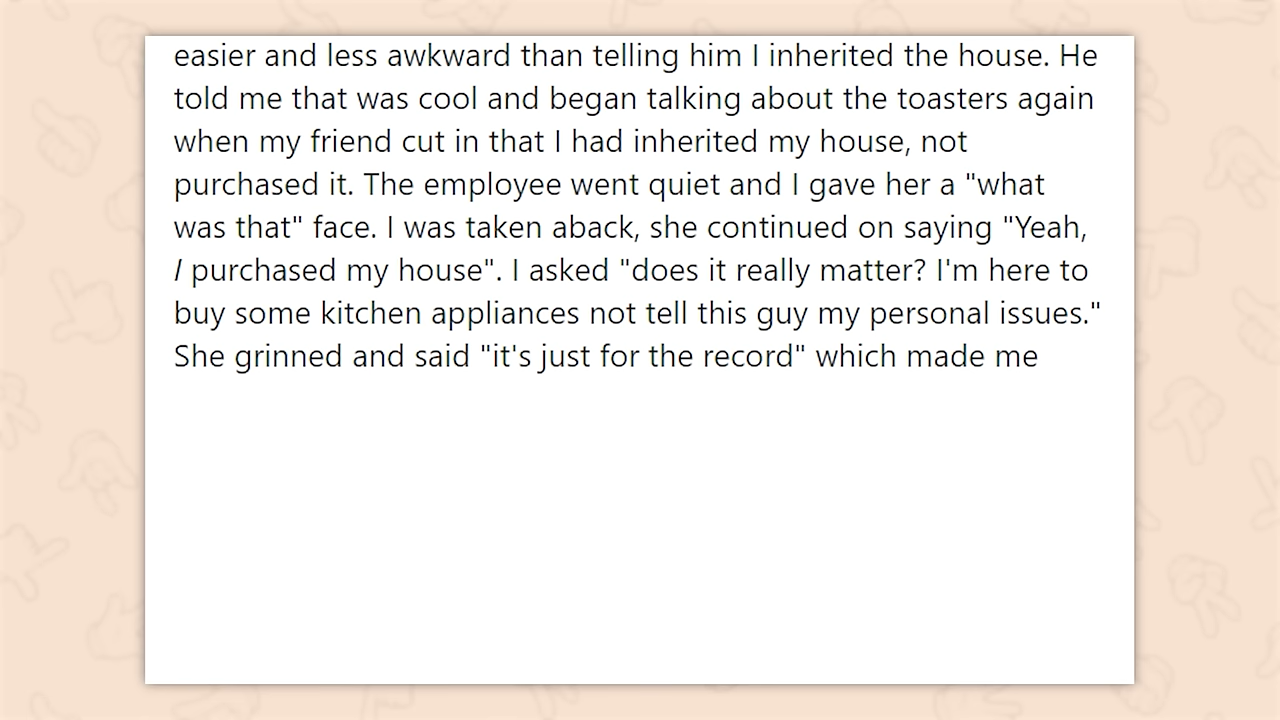 easier and less awkward than telling him I inherited the house. He
told me that was cool and began talking about the toasters again
when my friend cut in that I had inherited my house, not
purchased it. The employee went quiet and I gave her a "what
was that" face. I was taken aback, she continued on saying "Yeah,
I purchased my house". I asked "does it really matter? I'm here to
buy some kitchen appliances not tell this guy my personal issues."
She grinned and said "it's just for the record" which made me